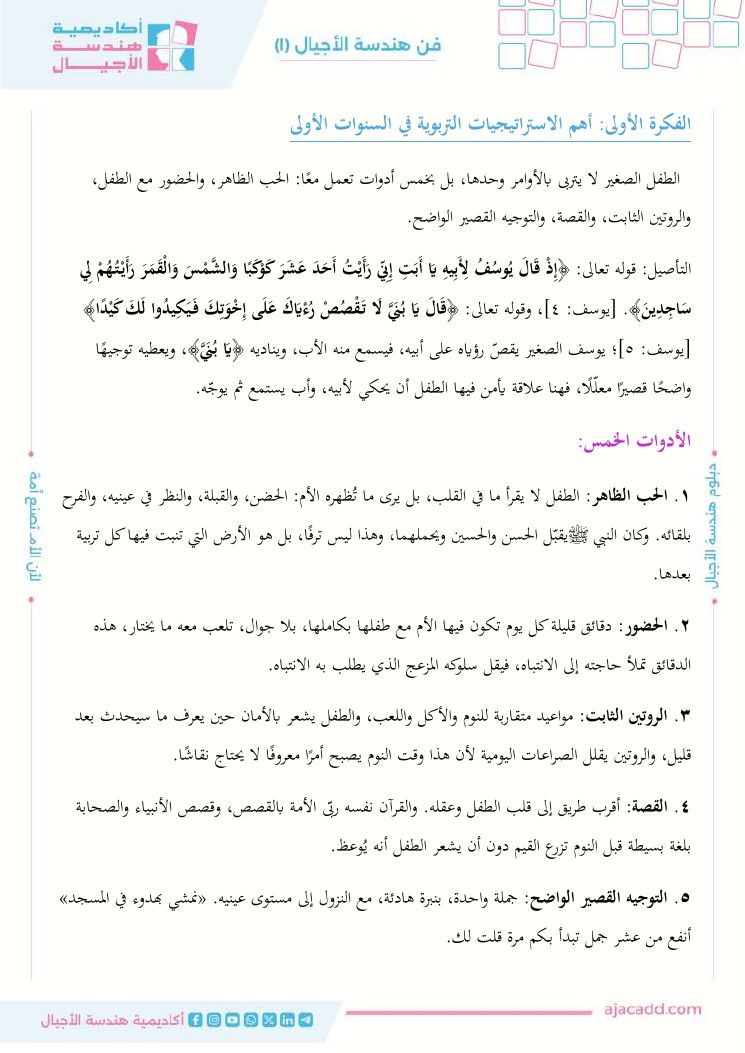 أكاديمية
هندسة
الأجيال
فن هندسة الأجيال (١)
الفكرة الأولى: أهم الاستراتيجيات التربوية في السنوات الأولى
الطفل الصغير لا يتربى بالأوامر وحدها، بل بخمس أدوات تعمل معًا: الحب الظاهر، والحضور مع الطفل،
والروتين الثابت، والقصة، والتوجيه القصير الواضح.
التأصيل: قوله تعالى: ﴿إِذْ قَالَ يُوسُفُ لِأَبِيهِ يَا أَبَتِ إِنِّي رَأَيْتُ أَحَدَ عَشَرَ كَوْكَبًا وَالشَّمْسَ وَالْقَمَرَ رَأَيْتُهُمْ لِي
سَاجِدِينَ﴾. [يوسف: ٤]، وقوله تعالى: ﴿قَالَ يَا بُنَيَّ لَا تَقْصُصْ رُءْيَاكَ عَلَى إِخْوَتِكَ فَيَكِيدُوا لَكَ كَيْدًا﴾
[يوسف: ٥]؛ يوسف الصغير يقصّ رؤياه على أبيه، فيسمع منه الأب، ويناديه ﴿يَا بُنَيَّ﴾، ويعطيه توجيهًا
واضحًا قصيرًا معلّلًا، فهنا علاقة يأمن فيها الطفل أن يحكي لأبيه، وأب يستمع ثم يوجّه.
الأدوات الخمس:
١. الحب الظاهر: الطفل لا يقرأ ما في القلب، بل يرى ما تُظهره الأم: الحضن، والقبلة، والنظر في عينيه، والفرح
بلقائه. وكان النبي ﷺ يقبّل الحسن والحسين ويحملهما، وهذا ليس ترفًا، بل هو الأرض التي تنبت فيها كل تربية
بعدها.
٢. الحضور: دقائق قليلة كل يوم تكون فيها الأم مع طفلها بكاملها، بلا جوال، تلعب معه ما يختار، هذه
الدقائق تملأ حاجته إلى الانتباه، فيقل سلوكه المزعج الذي يطلب به الانتباه.
٣. الروتين الثابت: مواعيد متقاربة للنوم والأكل واللعب، والطفل يشعر بالأمان حين يعرف ما سيحدث بعد
قليل، والروتين يقلل الصراعات اليومية لأن هذا وقت النوم يصبح أمرًا معروفًا لا يحتاج نقاشًا.
٤. القصة: أقرب طريق إلى قلب الطفل وعقله. والقرآن نفسه ربّى الأمة بالقصص، وقصص الأنبياء والصحابة
بلغة بسيطة قبل النوم تزرع القيم دون أن يشعر الطفل أنه يُوعظ.
٥. التوجيه القصير الواضح: جملة واحدة، بنبرة هادئة، مع النزول إلى مستوى عينيه. «نمشي بهدوء في المسجد»
أنفع من عشر جمل تبدأ بكم مرة قلت لك.
دبلوم هندسة الأجيال
لأن الأم تصنع أمة
ajacadd.com
أكاديمية هندسة الأجيال